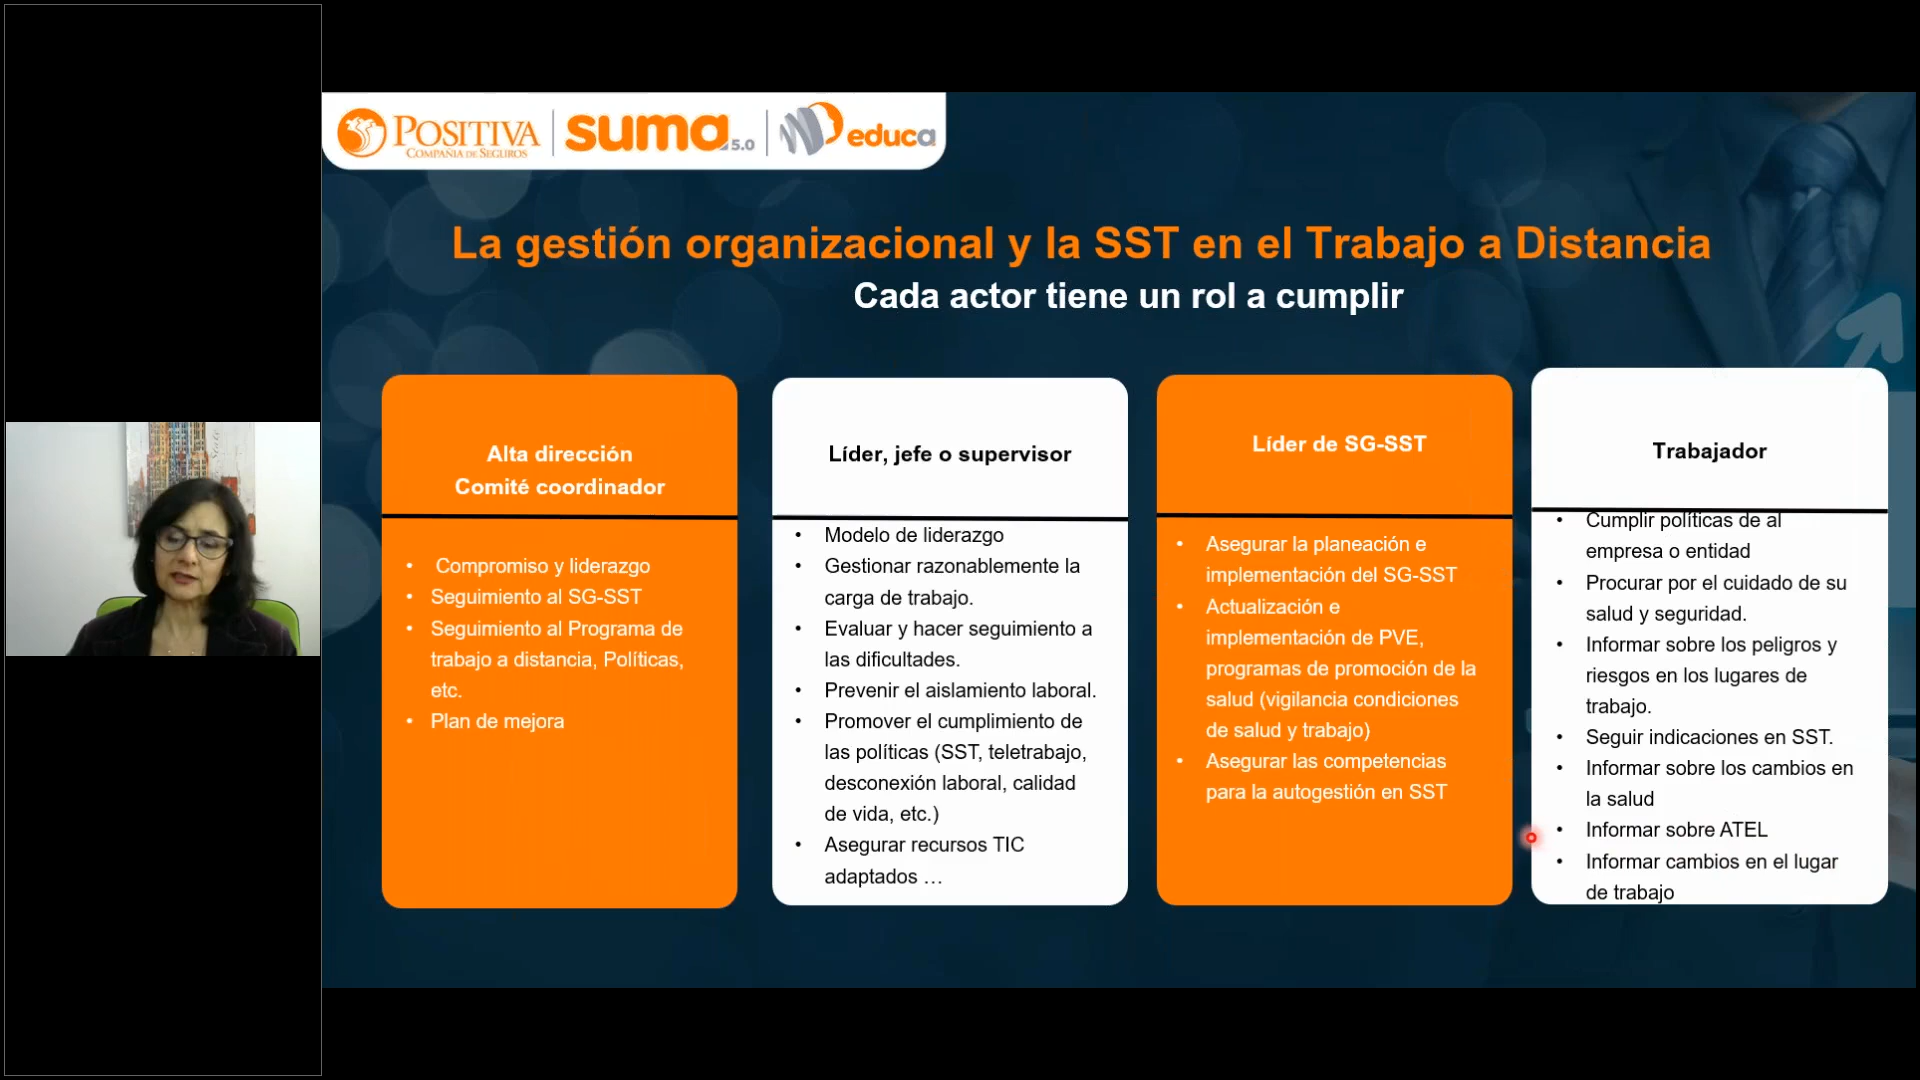 POSITIVA
COMPAÑIA DE SEGUROS
suma 5.0
educa
La gestión organizacional y la SST en el Trabajo a Distancia
Cada actor tiene un rol a cumplir
Alta dirección
Comité coordinador
• Compromiso y liderazgo
• Seguimiento al SG-SST
• Seguimiento al Programa de
trabajo a distancia, Políticas,
etc.
• Plan de mejora
Líder, jefe o supervisor
• Modelo de liderazgo
• Gestionar razonablemente la
carga de trabajo.
• Evaluar y hacer seguimiento a
las dificultades.
• Prevenir el aislamiento laboral.
• Promover el cumplimiento de
las políticas (SST, teletrabajo,
desconexión laboral, calidad
de vida, etc.)
• Asegurar recursos TIC
adaptados …
Líder de SG-SST
• Asegurar la planeación e
implementación del SG-SST
• Actualización e
implementación de PVE,
programas de promoción de la
salud (vigilancia condiciones
de salud y trabajo)
• Asegurar las competencias
para la autogestión en SST
Trabajador
• Cumplir políticas de al
empresa o entidad
• Procurar por el cuidado de su
salud y seguridad.
• Informar sobre los peligros y
riesgos en los lugares de
trabajo.
• Seguir indicaciones en SST.
• Informar sobre los cambios en
la salud
• Informar sobre ATEL
• Informar cambios en el lugar
de trabajo